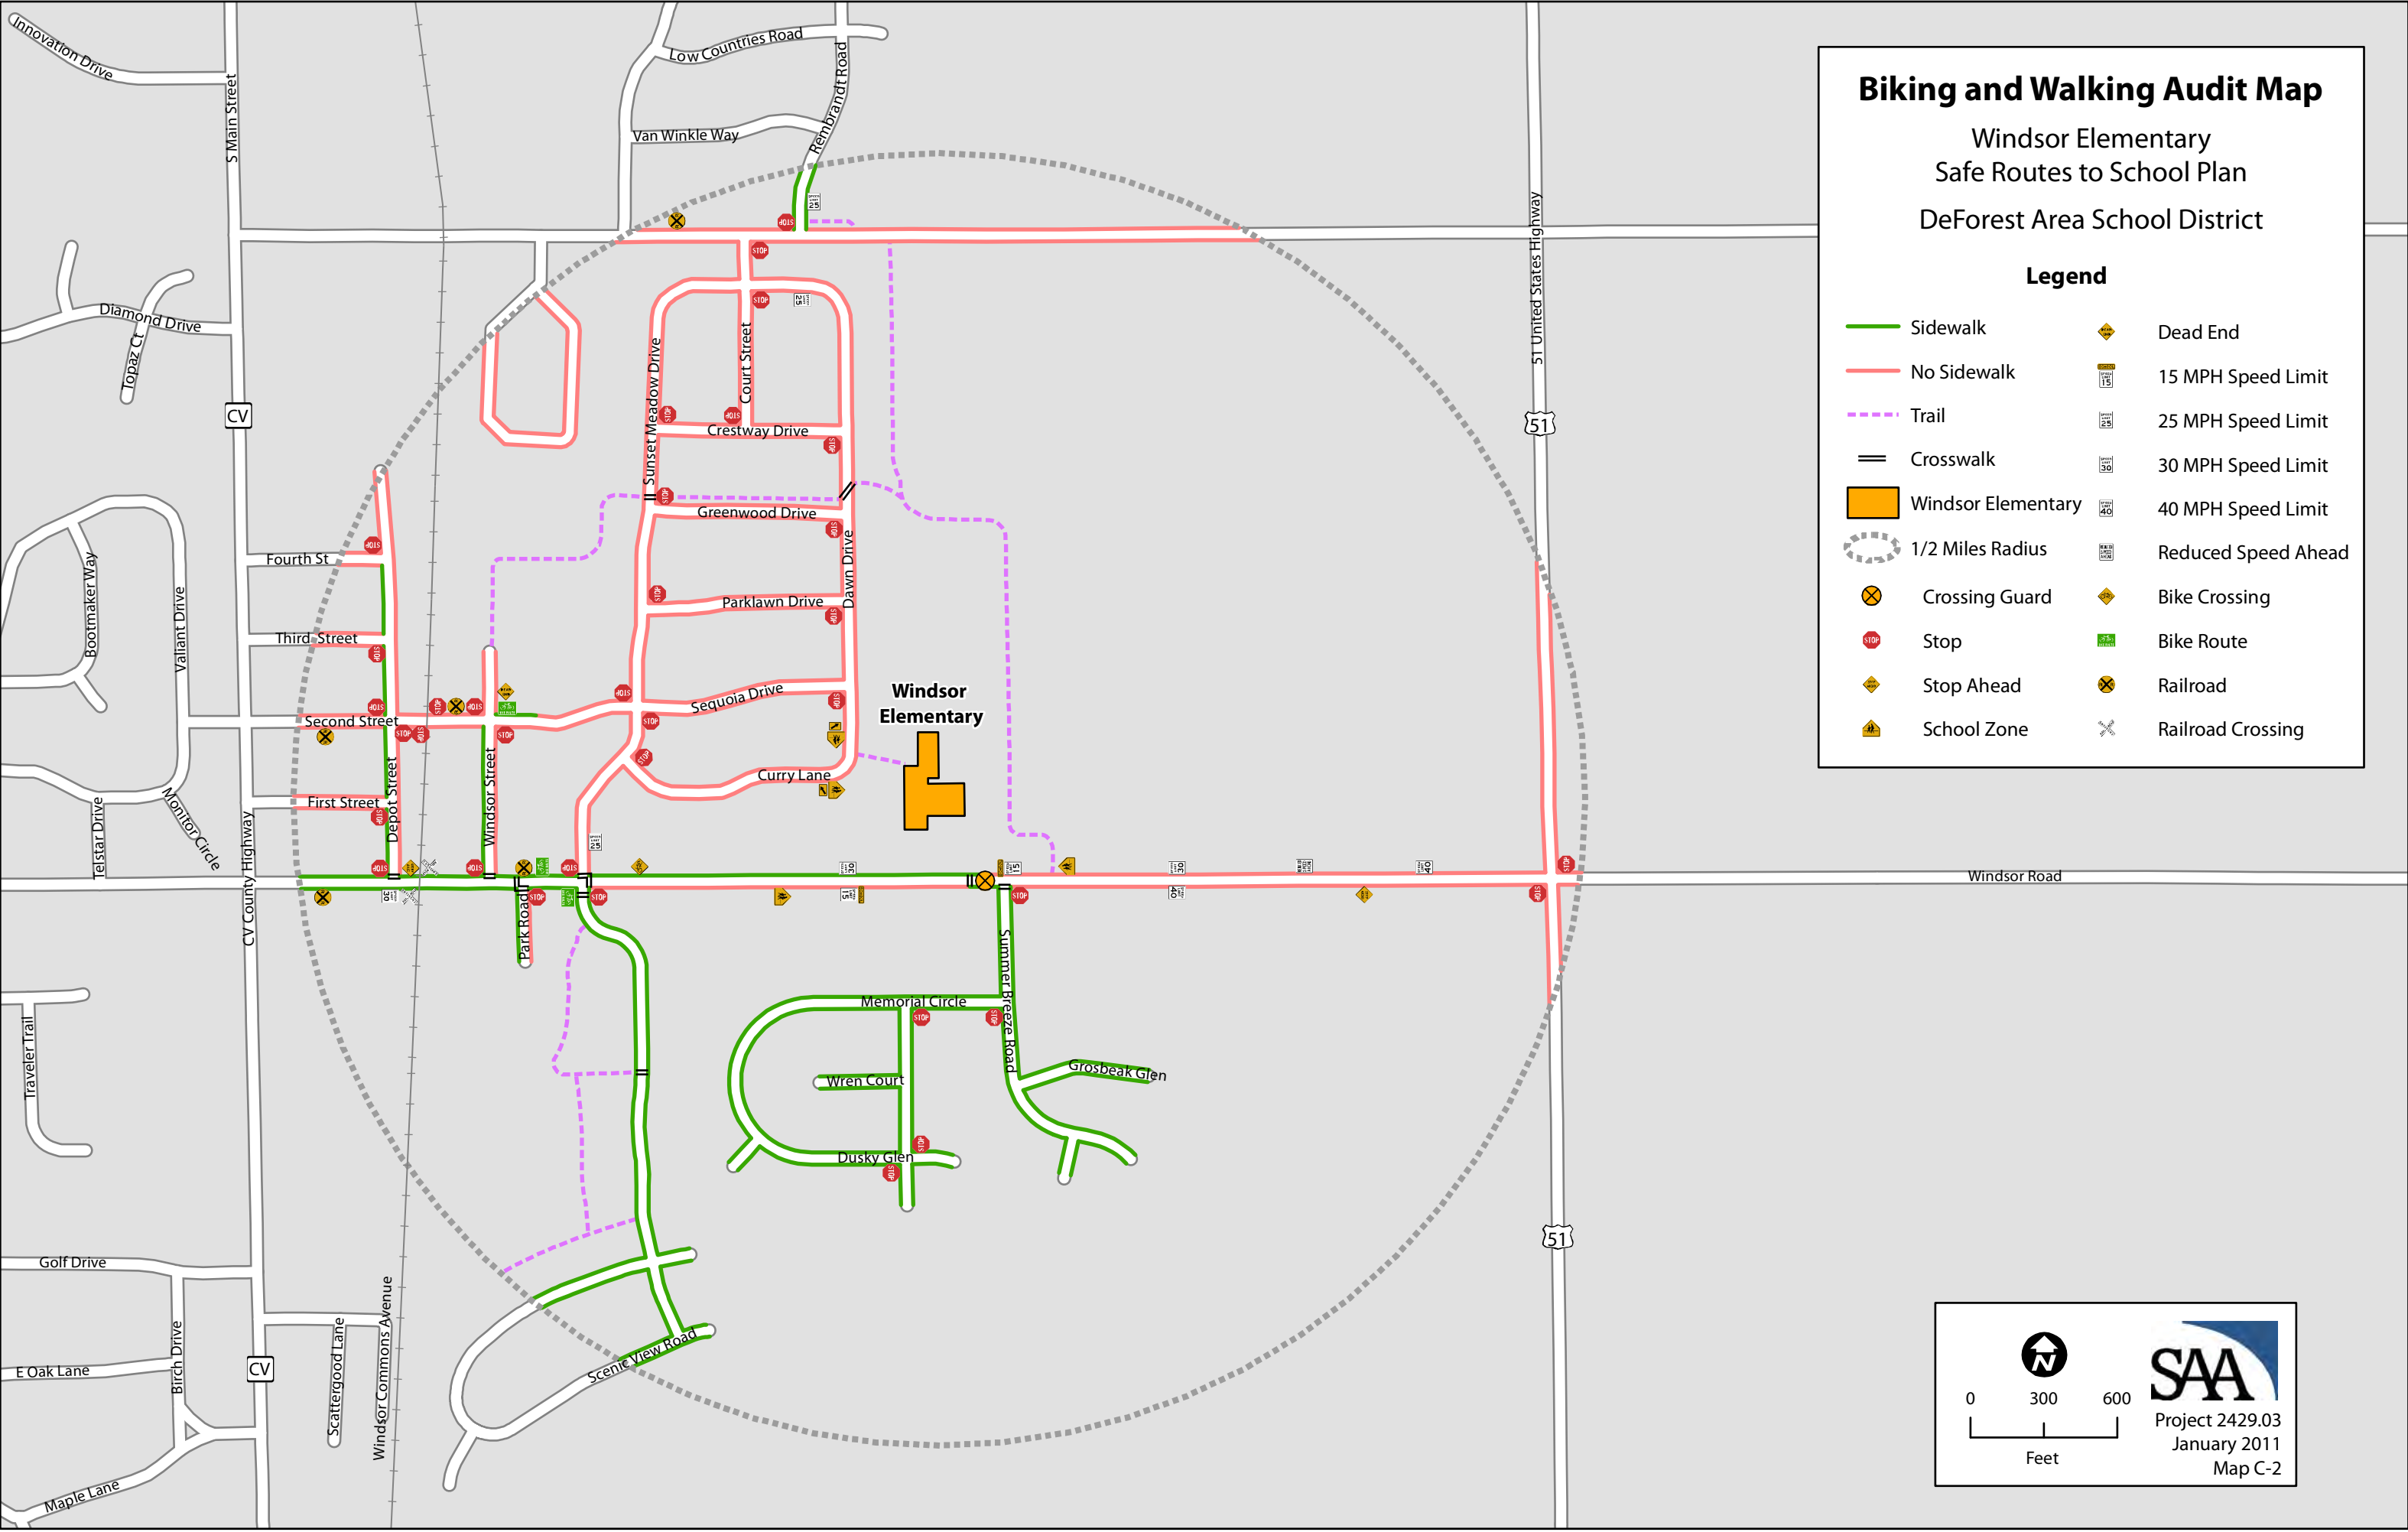 Biking and Walking Audit Map
Windsor Elementary
Safe Routes to School Plan
DeForest Area School District
Legend
Sidewalk
No Sidewalk
Trail
Crosswalk
Windsor Elementary
1/2 Miles Radius
Crossing Guard
STOP
Stop
Stop Ahead
School Zone
Dead End
15
15 MPH Speed Limit
25
25 MPH Speed Limit
30
30 MPH Speed Limit
40
40 MPH Speed Limit
Reduced Speed Ahead
Bike Crossing
Bike Route
Railroad
Railroad Crossing
Innovation Drive
S Main Street
Low Countries Road
Rembrandt Road
Van Winkle Way
51 United States Highway
Diamond Drive
Topaz Ct
CV
51
Sunset Meadow Drive
Court Street
Crestway Drive
Greenwood Drive
Dawn Drive
Parklawn Drive
Sequoia Drive
Curry Lane
Windsor
Elementary
Fourth St
Third Street
Second Street
First Street
Bootmaker Way
Valiant Drive
Depot Street
Windsor Street
Telstar Drive
Monitor Circle
CV County Highway
Windsor Road
Park Road
Summer Breeze Road
Memorial Circle
Wren Court
Grosbeak Glen
Dusky Glen
Traveler Trail
51
Golf Drive
E Oak Lane
Birch Drive
CV
Scattergood Lane
Windsor Commons Avenue
Scenic View Road
Maple Lane
N
0 300 600
Feet
SAA
Project 2429.03
January 2011
Map C-2